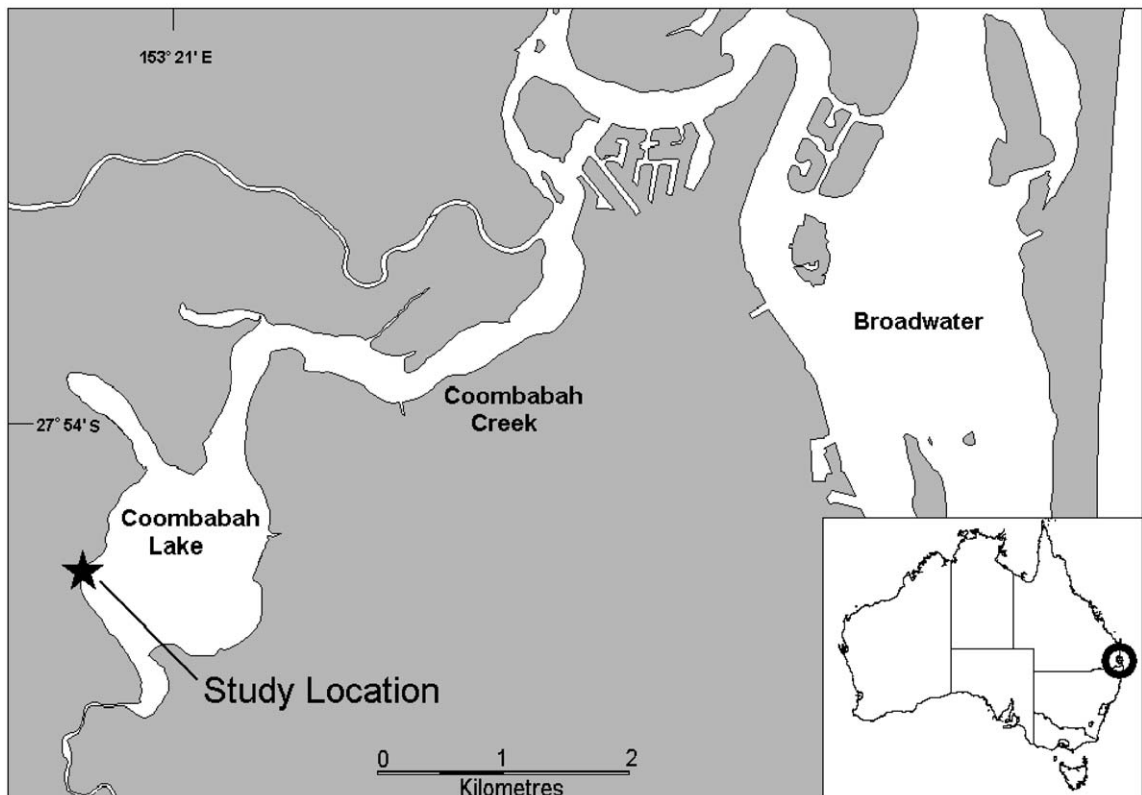 153° 21' E
Broadwater
Coombabah
Creek
27° 54' S
Coombabah
Lake
Study Location
0 1 2
Kilometres